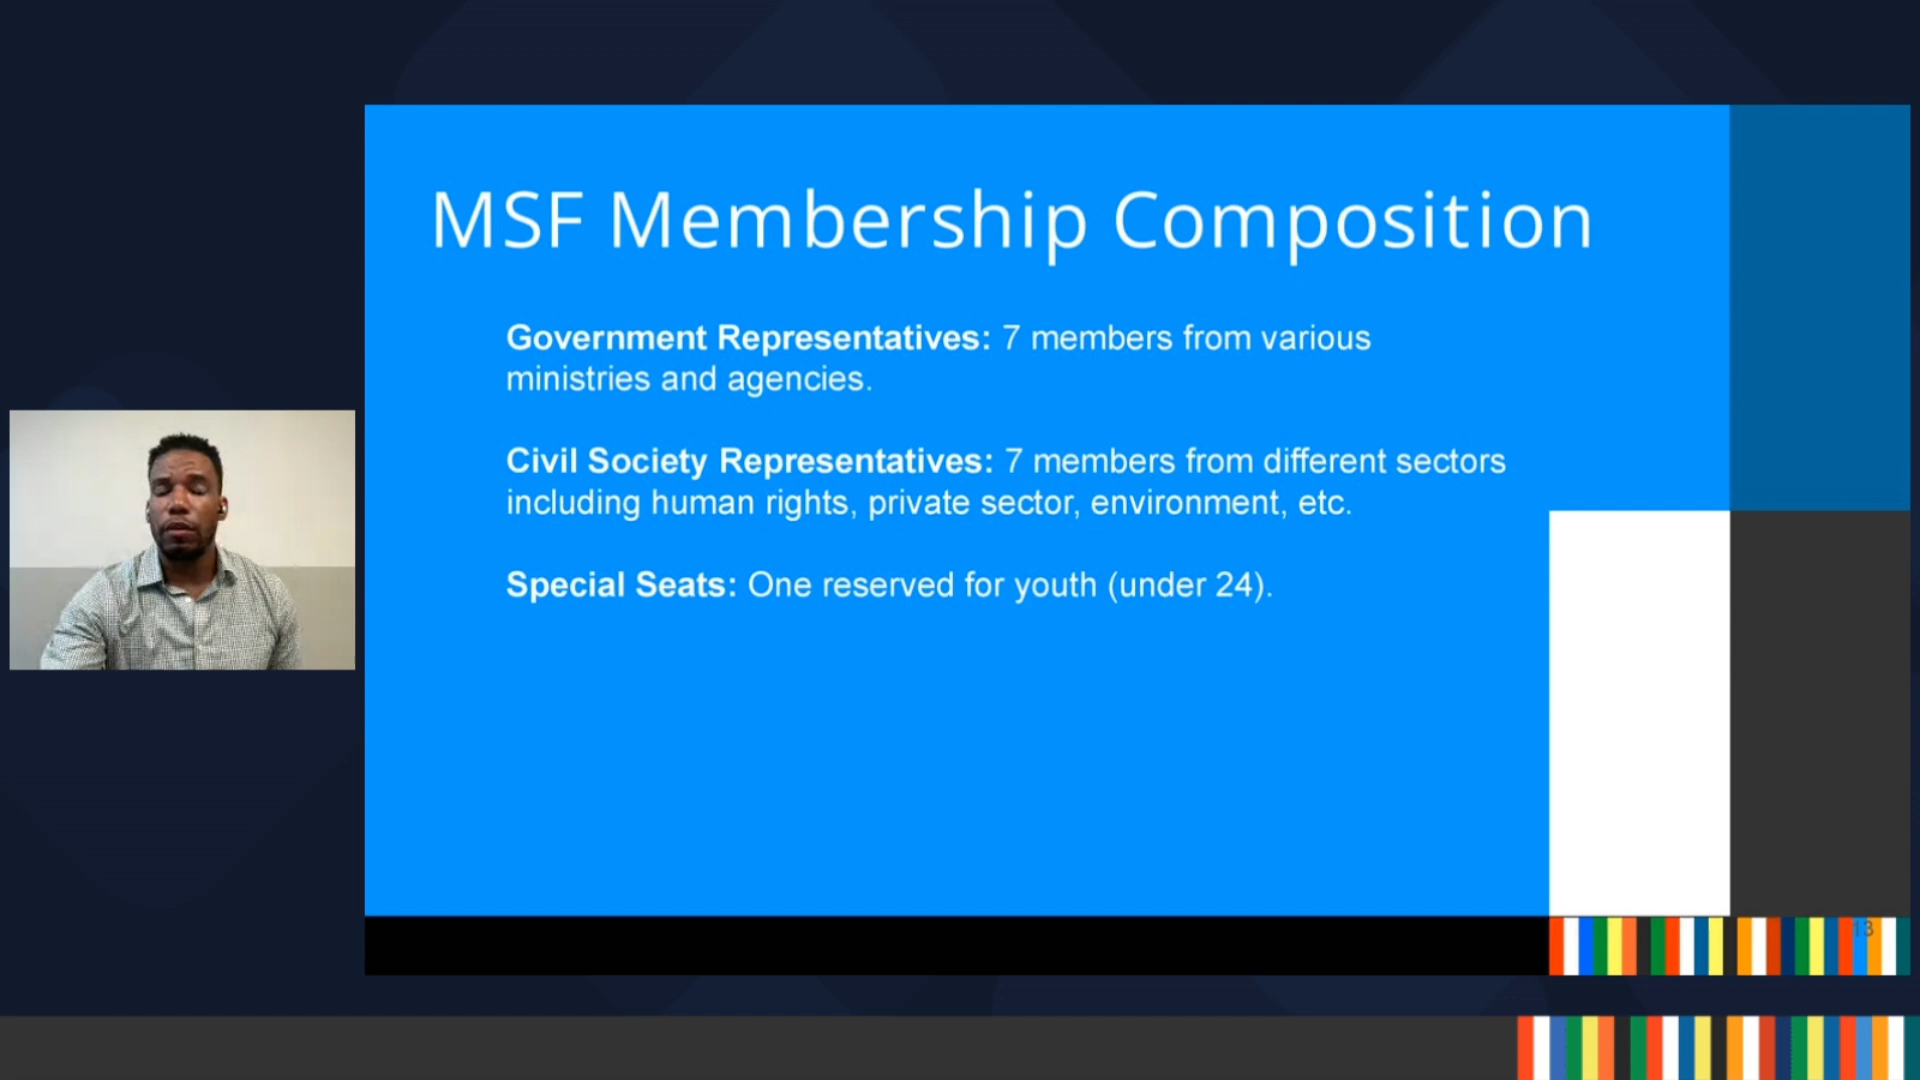 MSF Membership Composition
Government Representatives: 7 members from various
ministries and agencies.
Civil Society Representatives: 7 members from different sectors
including human rights, private sector, environment, etc.
Special Seats: One reserved for youth (under 24).
13